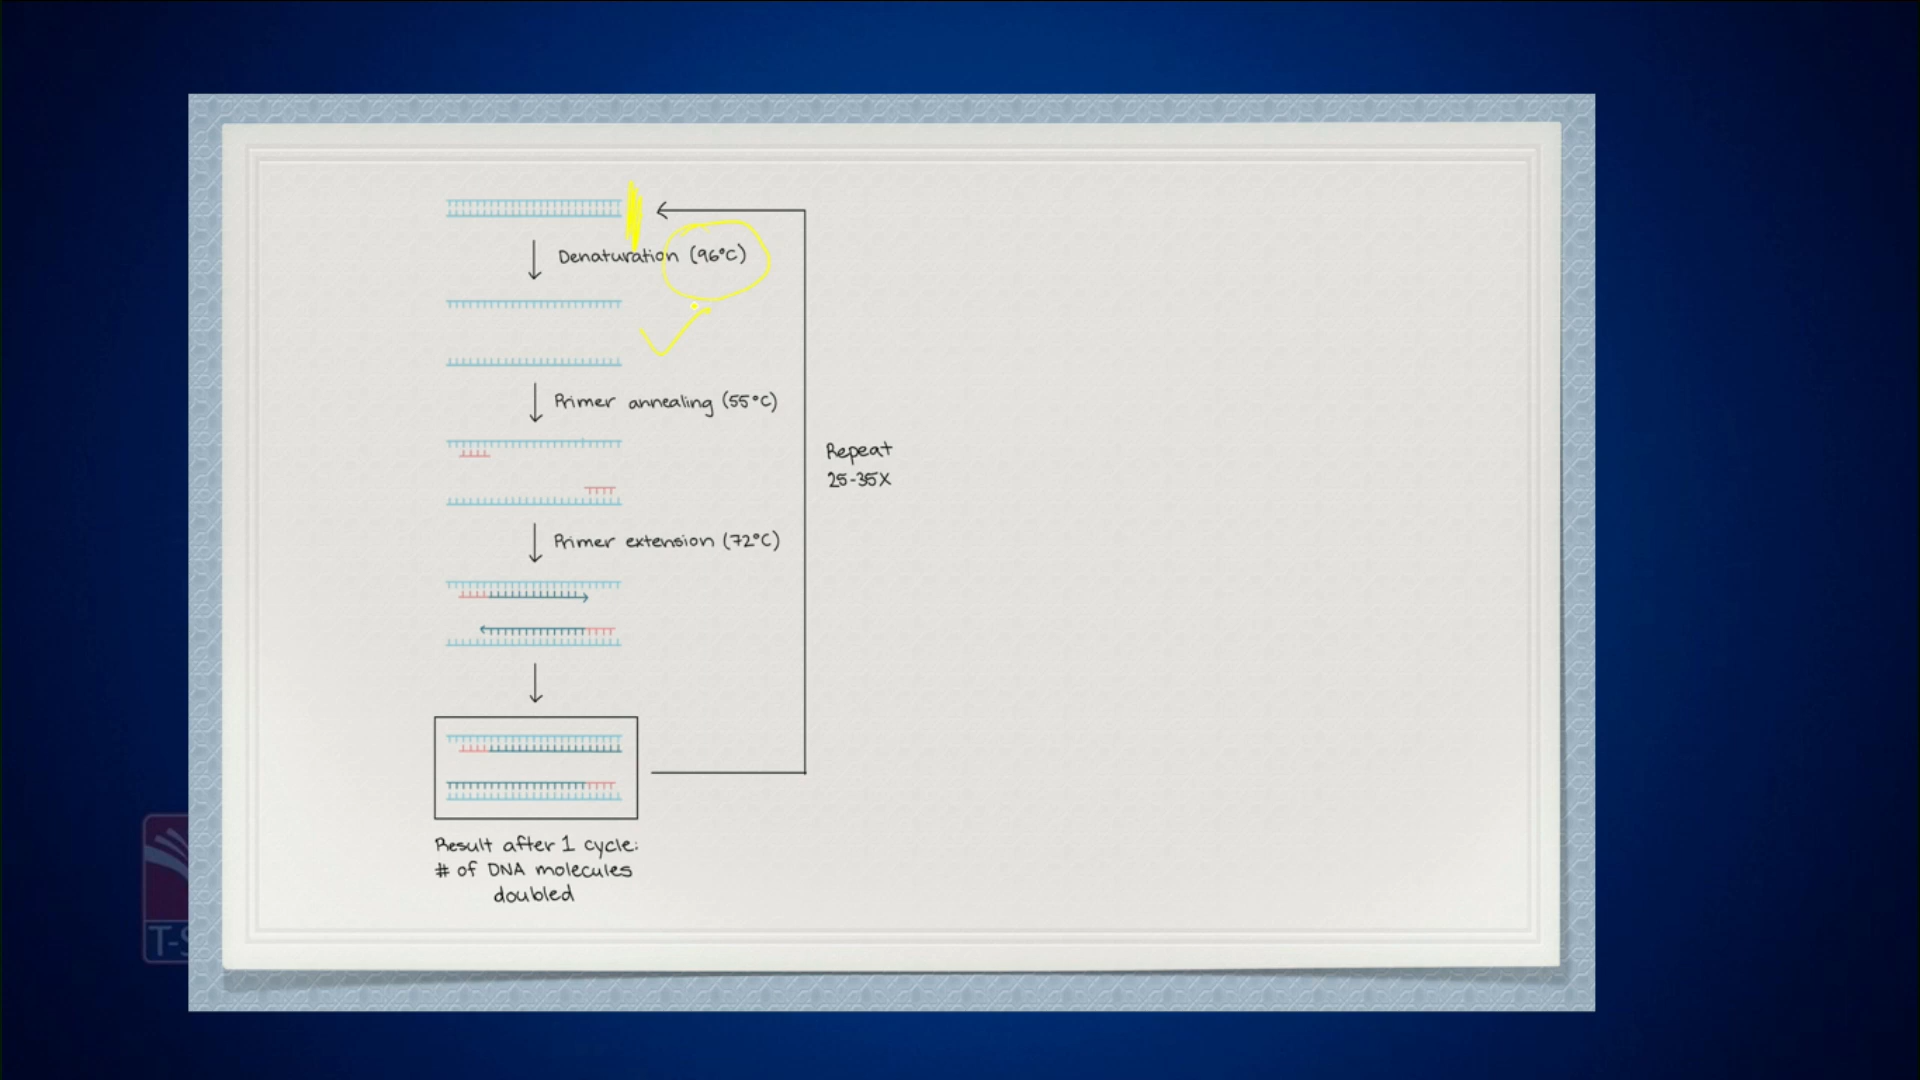 Denaturation (96°C)
Primer annealing (55°C)
Repeat
25-35X
Primer extension (72°C)
Result after 1 cycle:
# of DNA molecules
doubled